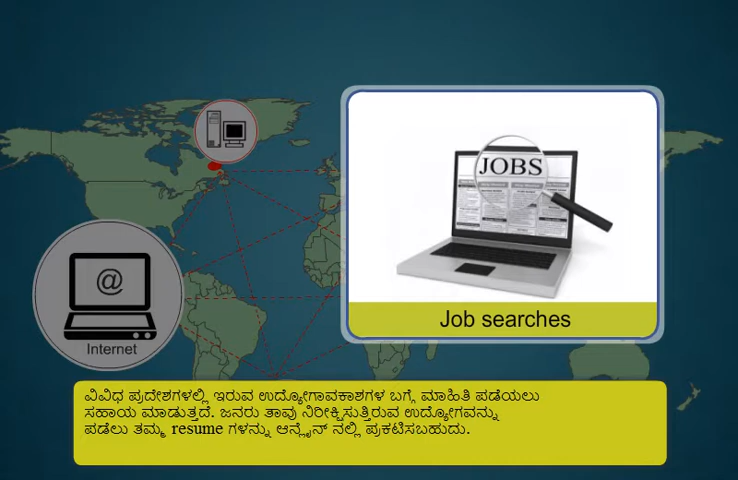 JOBS
Job searches
@
Internet
ವಿವಿಧ ಪ್ರದೇಶಗಳಲ್ಲಿ ಇರುವ ಉದ್ಯೋಗಾವಕಾಶಗಳ ಬಗ್ಗೆ ಮಾಹಿತಿ ಪಡೆಯಲು
ಸಹಾಯ ಮಾಡುತ್ತದೆ. ಜನರು ತಾವು ನಿರೀಕ್ಷಿಸುತ್ತಿರುವ ಉದ್ಯೋಗವನ್ನು
ಪಡೆಲು ತಮ್ಮ resume ಗಳನ್ನು ಆನ್ಲೈನ್ ನಲ್ಲಿ ಪ್ರಕಟಿಸಬಹುದು.